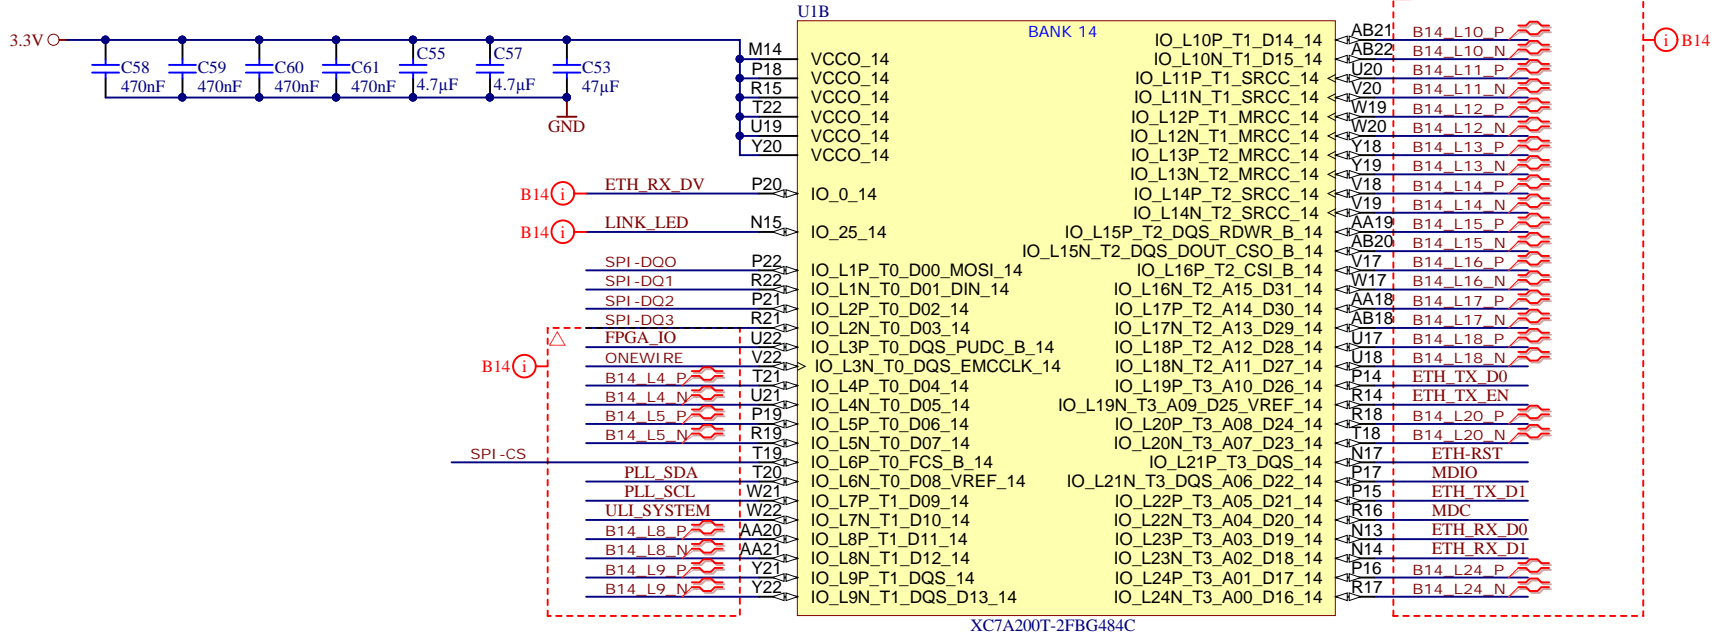 U1B
BANK 14
3.3V
C58
470nF
C59
470nF
C60
470nF
C61
470nF
C55
4.7µF
C57
4.7µF
C53
47µF
GND
M14 VCCO_14
P18 VCCO_14
R15 VCCO_14
T22 VCCO_14
U19 VCCO_14
Y20 VCCO_14
B14 i ETH_RX_DV P20 IO_0_14
B14 i LINK_LED N15 IO_25_14
SPI-DQ0 P22 IO_L1P_T0_D00_MOSI_14
SPI-DQ1 R22 IO_L1N_T0_D01_DIN_14
SPI-DQ2 P21 IO_L2P_T0_D02_14
SPI-DQ3 R21 IO_L2N_T0_D03_14
FPGA_IO U22 IO_L3P_T0_DQS_PUDC_B_14
B14 i
ONEWIRE V22 IO_L3N_T0_DQS_EMCCLK_14
B14_L4_P T21 IO_L4P_T0_D04_14
B14_L4_N U21 IO_L4N_T0_D05_14
B14_L5_P P19 IO_L5P_T0_D06_14
B14_L5_N R19 IO_L5N_T0_D07_14
SPI-CS T19 IO_L6P_T0_FCS_B_14
PLL_SDA T20 IO_L6N_T0_D08_VREF_14
PLL_SCL W21 IO_L7P_T1_D09_14
ULI_SYSTEM W22 IO_L7N_T1_D10_14
B14_L8_P AA20 IO_L8P_T1_D11_14
B14_L8_N AA21 IO_L8N_T1_D12_14
B14_L9_P Y21 IO_L9P_T1_DQS_14
B14_L9_N Y22 IO_L9N_T1_DQS_D13_14
IO_L10P_T1_D14_14 AB21 B14_L10_P
i B14
IO_L10N_T1_D15_14 AB22 B14_L10_N
IO_L11P_T1_SRCC_14 U20 B14_L11_P
IO_L11N_T1_SRCC_14 V20 B14_L11_N
IO_L12P_T1_MRCC_14 W19 B14_L12_P
IO_L12N_T1_MRCC_14 W20 B14_L12_N
IO_L13P_T2_MRCC_14 Y18 B14_L13_P
IO_L13N_T2_MRCC_14 Y19 B14_L13_N
IO_L14P_T2_SRCC_14 V18 B14_L14_P
IO_L14N_T2_SRCC_14 V19 B14_L14_N
IO_L15P_T2_DQS_RDWR_B_14 AA19 B14_L15_P
IO_L15N_T2_DQS_DOUT_CSO_B_14 AB20 B14_L15_N
IO_L16P_T2_CSI_B_14 V17 B14_L16_P
IO_L16N_T2_A15_D31_14 W17 B14_L16_N
IO_L17P_T2_A14_D30_14 AA18 B14_L17_P
IO_L17N_T2_A13_D29_14 AB18 B14_L17_N
IO_L18P_T2_A12_D28_14 U17 B14_L18_P
IO_L18N_T2_A11_D27_14 U18 B14_L18_N
IO_L19P_T3_A10_D26_14 P14 ETH_TX_D0
IO_L19N_T3_A09_D25_VREF_14 R14 ETH_TX_EN
IO_L20P_T3_A08_D24_14 R18 B14_L20_P
IO_L20N_T3_A07_D23_14 T18 B14_L20_N
IO_L21P_T3_DQS_14 N17 ETH-RST
IO_L21N_T3_DQS_A06_D22_14 P17 MDIO
IO_L22P_T3_A05_D21_14 P15 ETH_TX_D1
IO_L22N_T3_A04_D20_14 R16 MDC
IO_L23P_T3_A03_D19_14 N13 ETH_RX_D0
IO_L23N_T3_A02_D18_14 N14 ETH_RX_D1
IO_L24P_T3_A01_D17_14 P16 B14_L24_P
IO_L24N_T3_A00_D16_14 R17 B14_L24_N
XC7A200T-2FBG484C